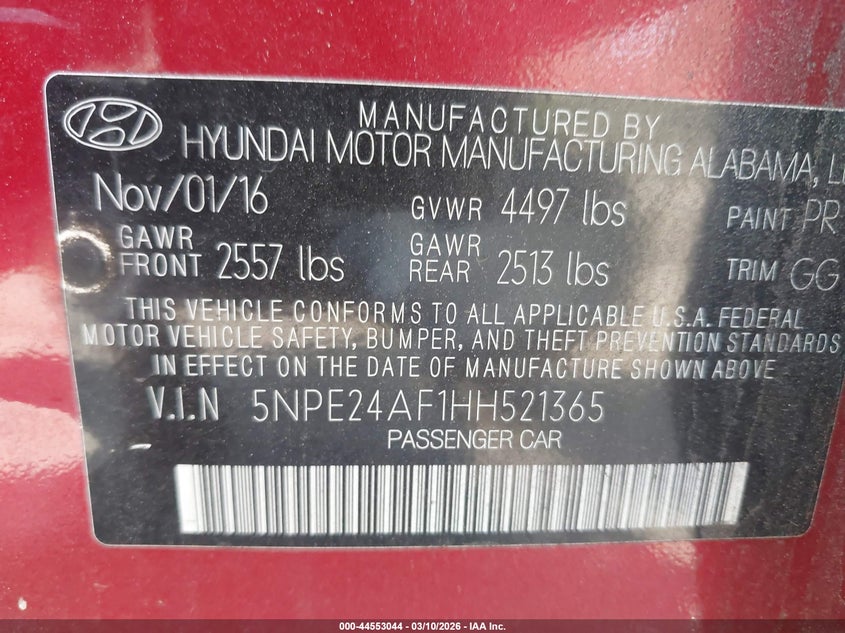 MANUFACTURED BY
HYUNDAI MOTOR MANUFACTURING ALABAMA,
Nov/01/16 GVWR 4497 lbs PAINT PR
GAWR FRONT 2557 lbs GAWR REAR 2513 lbs TRIM GG
THIS VEHICLE CONFORMS TO ALL APPLICABLE U.S.A. FEDERAL
MOTOR VEHICLE SAFETY, BUMPER, AND THEFT PREVENTION STANDARDS
IN EFFECT ON THE DATE OF MANUFACTURE SHOWN ABOVE
V.I.N 5NPE24AF1HH521365
PASSENGER CAR
000-44553044 — 03/10/2026 — IAA Inc.